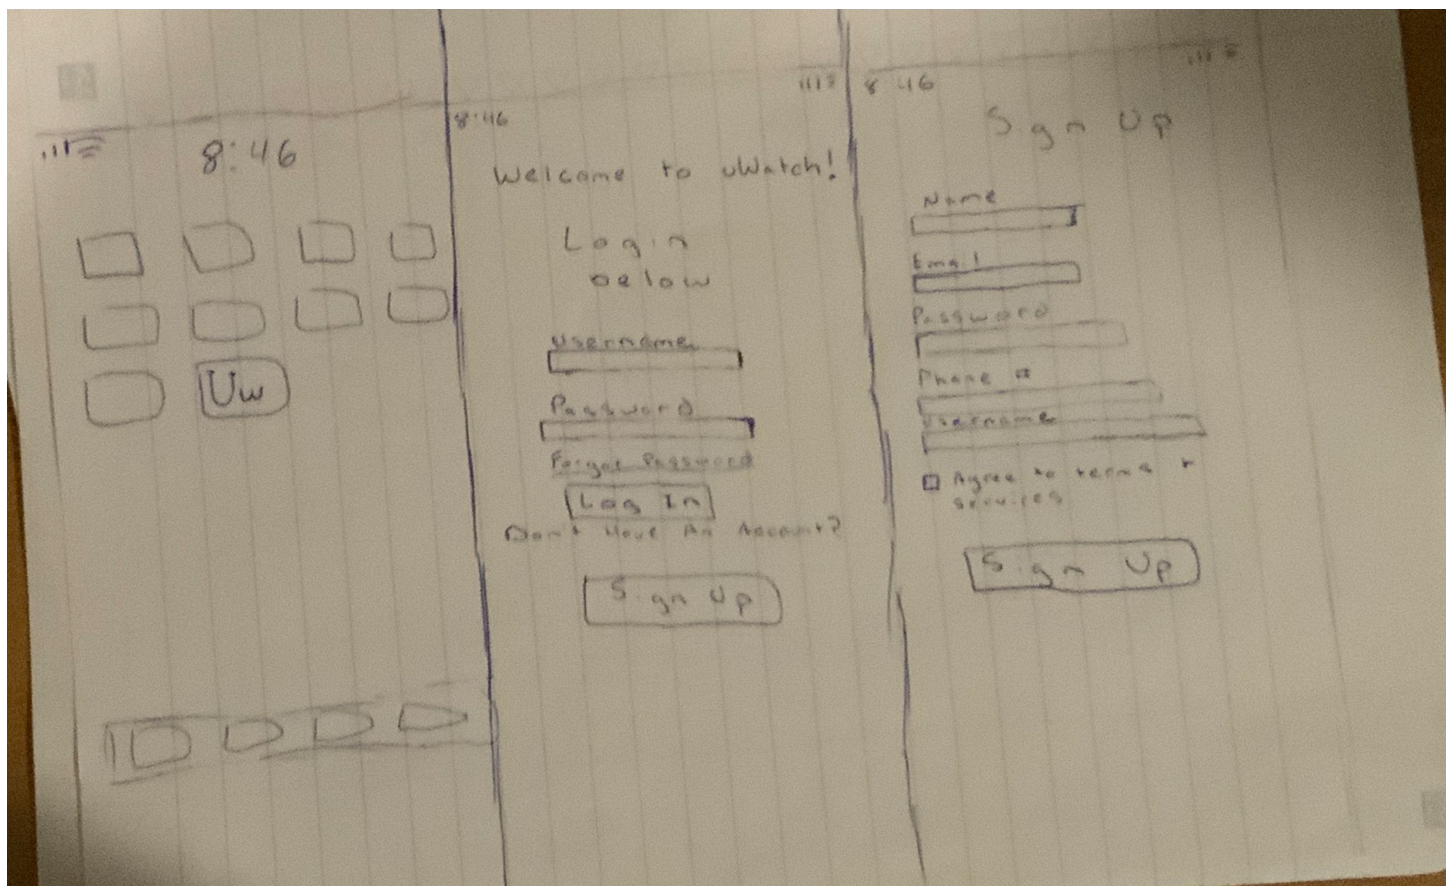 8:46
Uw
8:46
Welcome to uWatch!
Login
below
Username
Password
Forgot Password
Log In
Don't Have An Account?
Sign Up
8:46
Sign Up
Name
Email
Password
Phone #
Username
Agree to terms +
services
Sign Up